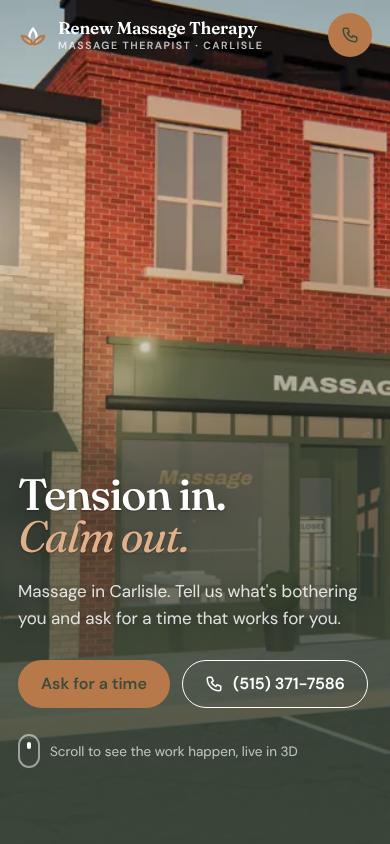 Renew Massage Therapy
MASSAGE THERAPIST · CARLISLE
MASSAG
Massage
CLOSED
Tension in.
Calm out.
Massage in Carlisle. Tell us what's bothering
you and ask for a time that works for you.
Ask for a time
(515) 371-7586
Scroll to see the work happen, live in 3D